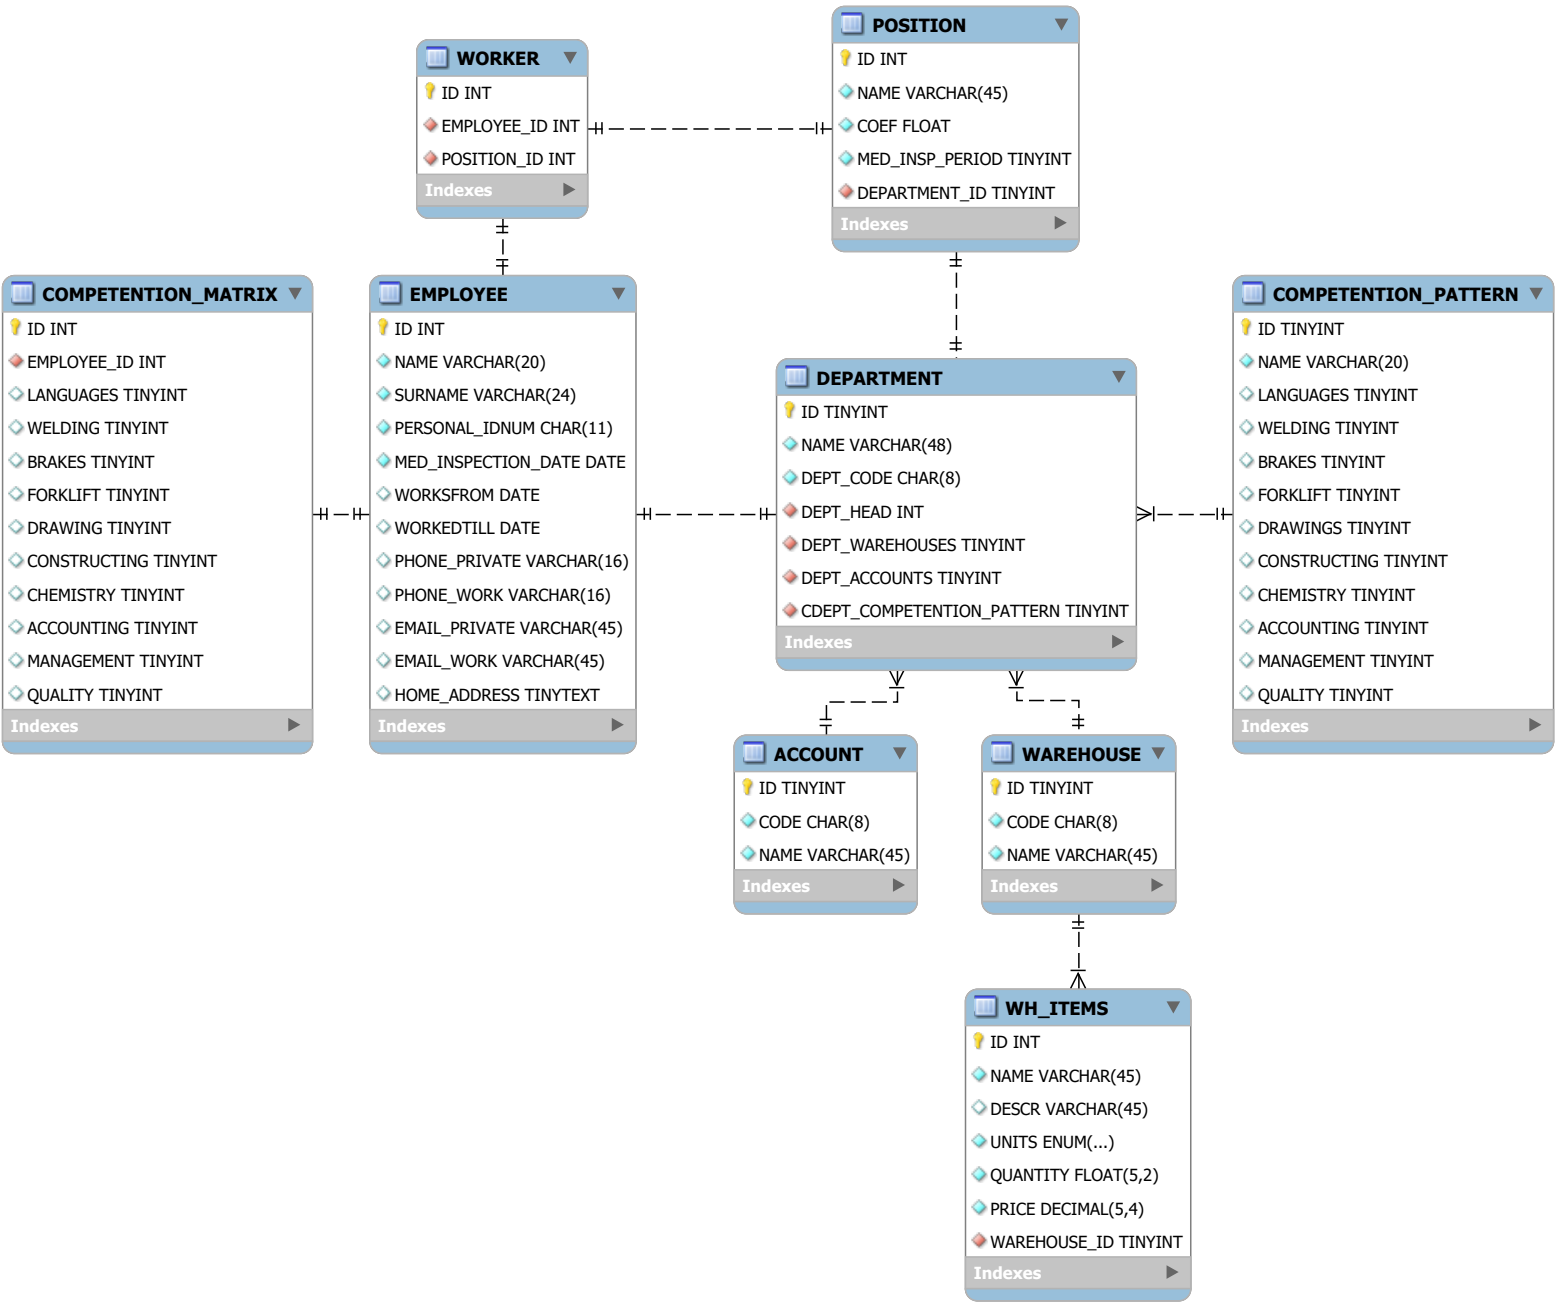 POSITION
ID INT
NAME VARCHAR(45)
COEF FLOAT
MED_INSP_PERIOD TINYINT
DEPARTMENT_ID TINYINT
Indexes
WORKER
ID INT
EMPLOYEE_ID INT
POSITION_ID INT
Indexes
COMPETENTION_MATRIX
ID INT
EMPLOYEE_ID INT
LANGUAGES TINYINT
WELDING TINYINT
BRAKES TINYINT
FORKLIFT TINYINT
DRAWING TINYINT
CONSTRUCTING TINYINT
CHEMISTRY TINYINT
ACCOUNTING TINYINT
MANAGEMENT TINYINT
QUALITY TINYINT
Indexes
EMPLOYEE
ID INT
NAME VARCHAR(20)
SURNAME VARCHAR(24)
PERSONAL_IDNUM CHAR(11)
MED_INSPECTION_DATE DATE
WORKSFROM DATE
WORKEDTILL DATE
PHONE_PRIVATE VARCHAR(16)
PHONE_WORK VARCHAR(16)
EMAIL_PRIVATE VARCHAR(45)
EMAIL_WORK VARCHAR(45)
HOME_ADDRESS TINYTEXT
Indexes
DEPARTMENT
ID TINYINT
NAME VARCHAR(48)
DEPT_CODE CHAR(8)
DEPT_HEAD INT
DEPT_WAREHOUSES TINYINT
DEPT_ACCOUNTS TINYINT
CDEPT_COMPETENTION_PATTERN TINYINT
Indexes
COMPETENTION_PATTERN
ID TINYINT
NAME VARCHAR(20)
LANGUAGES TINYINT
WELDING TINYINT
BRAKES TINYINT
FORKLIFT TINYINT
DRAWINGS TINYINT
CONSTRUCTING TINYINT
CHEMISTRY TINYINT
ACCOUNTING TINYINT
MANAGEMENT TINYINT
QUALITY TINYINT
Indexes
ACCOUNT
ID TINYINT
CODE CHAR(8)
NAME VARCHAR(45)
Indexes
WAREHOUSE
ID TINYINT
CODE CHAR(8)
NAME VARCHAR(45)
Indexes
WH_ITEMS
ID INT
NAME VARCHAR(45)
DESCR VARCHAR(45)
UNITS ENUM(...)
QUANTITY FLOAT(5,2)
PRICE DECIMAL(5,4)
WAREHOUSE_ID TINYINT
Indexes